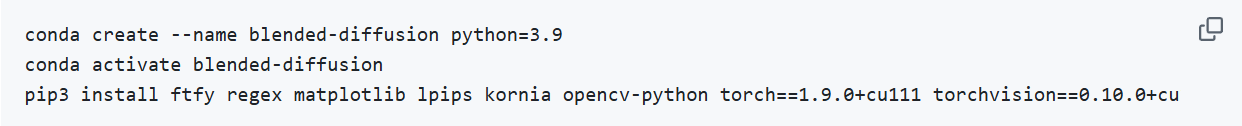 conda create --name blended-diffusion python=3.9
conda activate blended-diffusion
pip3 install ftfy regex matplotlib lpips kornia opencv-python torch==1.9.0+cu111 torchvision==0.10.0+cu